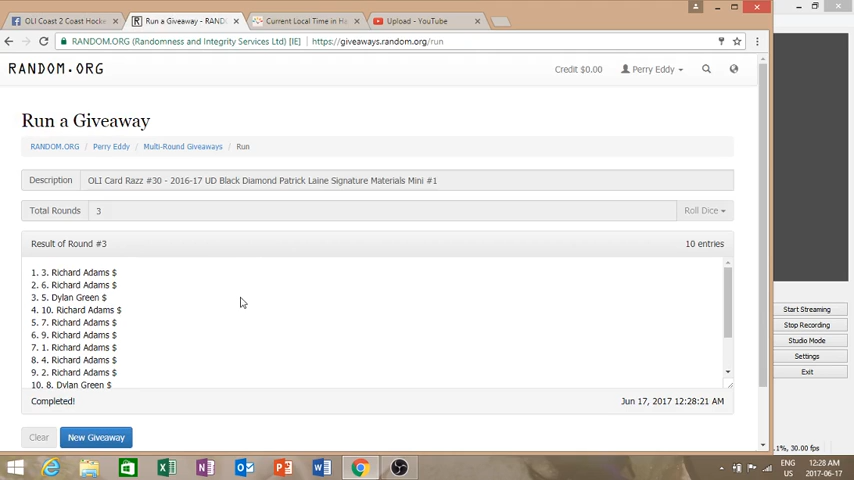 OLI Coast 2 Coast Hocke
Run a Giveaway - RAND
Current Local Time in Ha
Upload - YouTube
RANDOM.ORG (Randomness and Integrity Services Ltd) [IE]
https://giveaways.random.org/run
RANDOM.ORG
Credit $0.00
Perry Eddy
Run a Giveaway
RANDOM.ORG / Perry Eddy / Multi-Round Giveaways / Run
Description OLI Card Razz #30 - 2016-17 UD Black Diamond Patrick Laine Signature Materials Mini #1
Total Rounds 3 Roll Dice
Result of Round #3 10 entries
1. 3. Richard Adams $
2. 6. Richard Adams $
3. 5. Dylan Green $
4. 10. Richard Adams $
5. 7. Richard Adams $
6. 9. Richard Adams $
7. 1. Richard Adams $
8. 4. Richard Adams $
9. 2. Richard Adams $
10. 8. Dylan Green $
Completed! Jun 17, 2017 12:28:21 AM
Clear New Giveaway
Start Streaming
Stop Recording
Studio Mode
Settings
Exit
.1%, 30.00 fps
ENG 12:28 AM
US 2017-06-17